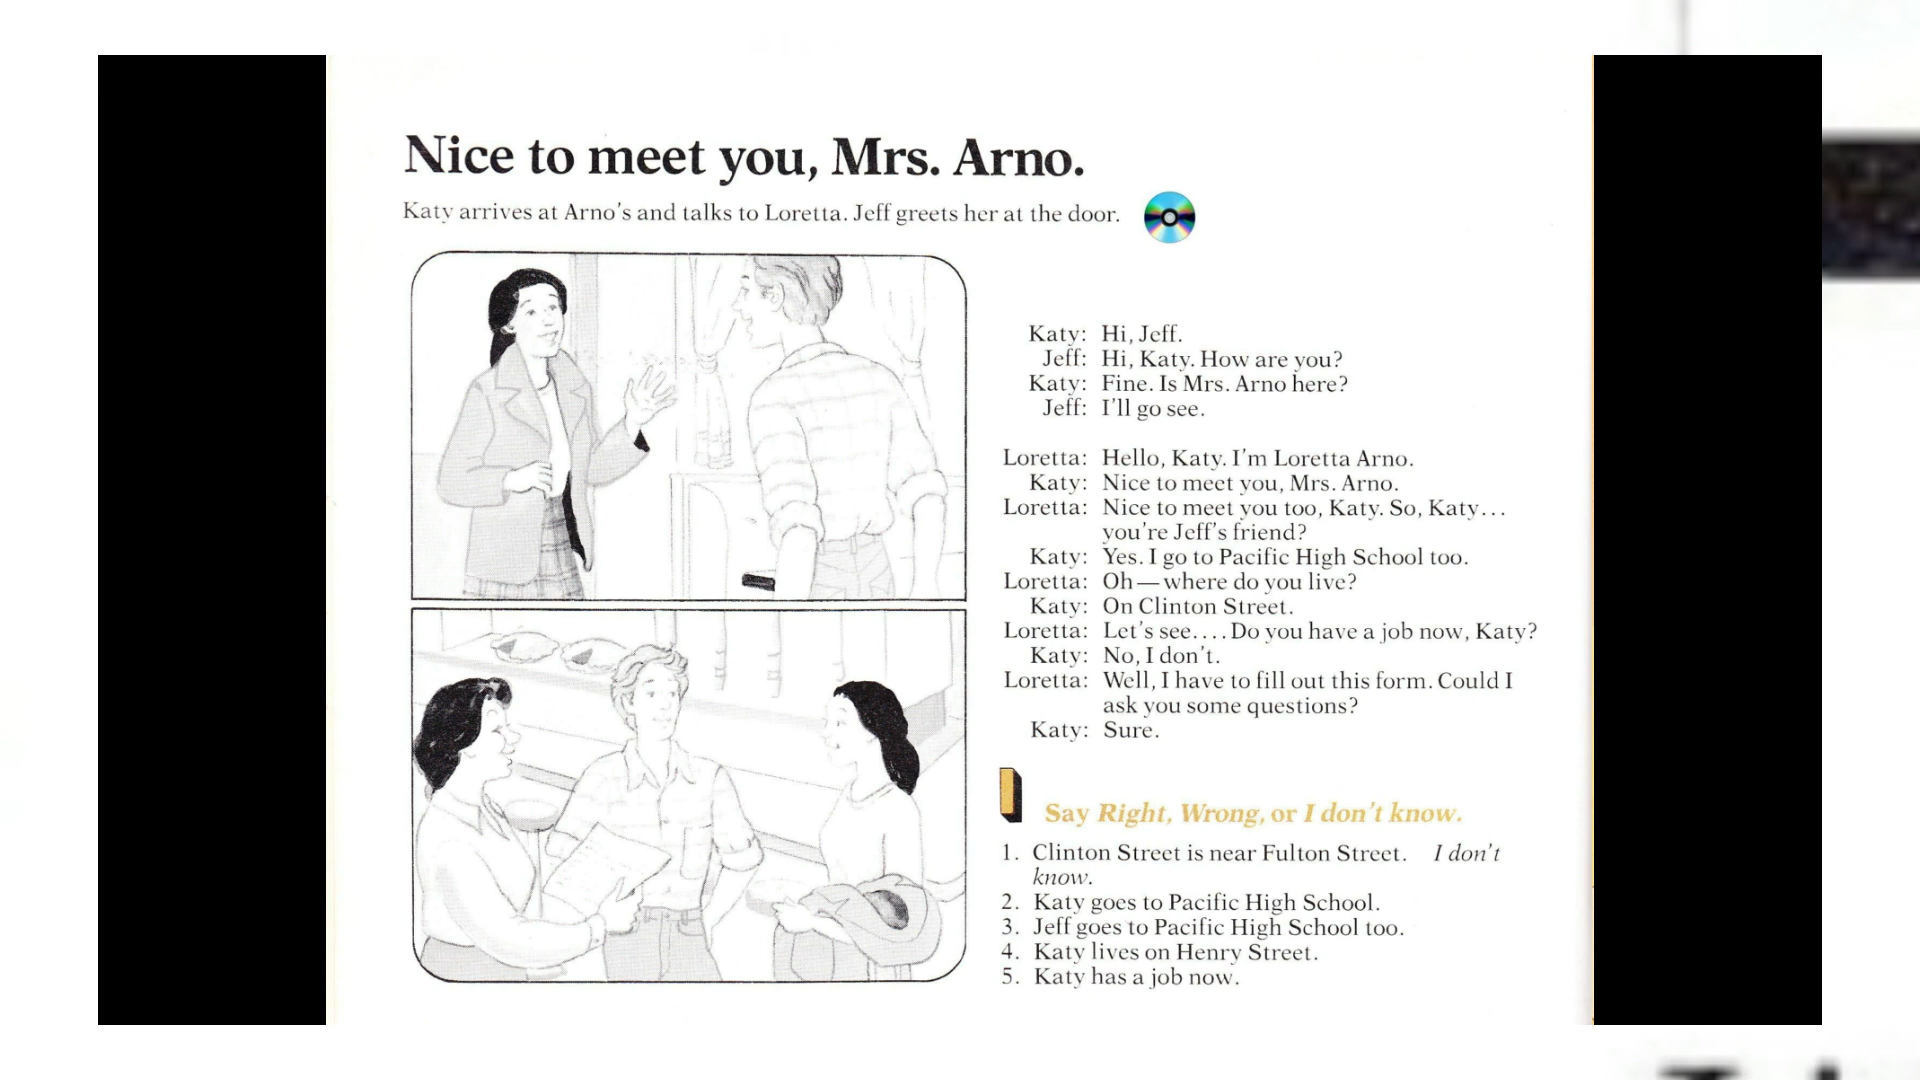 Nice to meet you, Mrs. Arno.
Katy arrives at Arno's and talks to Loretta. Jeff greets her at the door.
Katy: Hi, Jeff.
Jeff: Hi, Katy. How are you?
Katy: Fine. Is Mrs. Arno here?
Jeff: I'll go see.
Loretta: Hello, Katy. I'm Loretta Arno.
Katy: Nice to meet you, Mrs. Arno.
Loretta: Nice to meet you too, Katy. So, Katy...
you're Jeff's friend?
Katy: Yes. I go to Pacific High School too.
Loretta: Oh—where do you live?
Katy: On Clinton Street.
Loretta: Let's see....Do you have a job now, Katy?
Katy: No, I don't.
Loretta: Well, I have to fill out this form. Could I
ask you some questions?
Katy: Sure.
Say Right, Wrong, or I don't know.
1. Clinton Street is near Fulton Street. I don't
know.
2. Katy goes to Pacific High School.
3. Jeff goes to Pacific High School too.
4. Katy lives on Henry Street.
5. Katy has a job now.